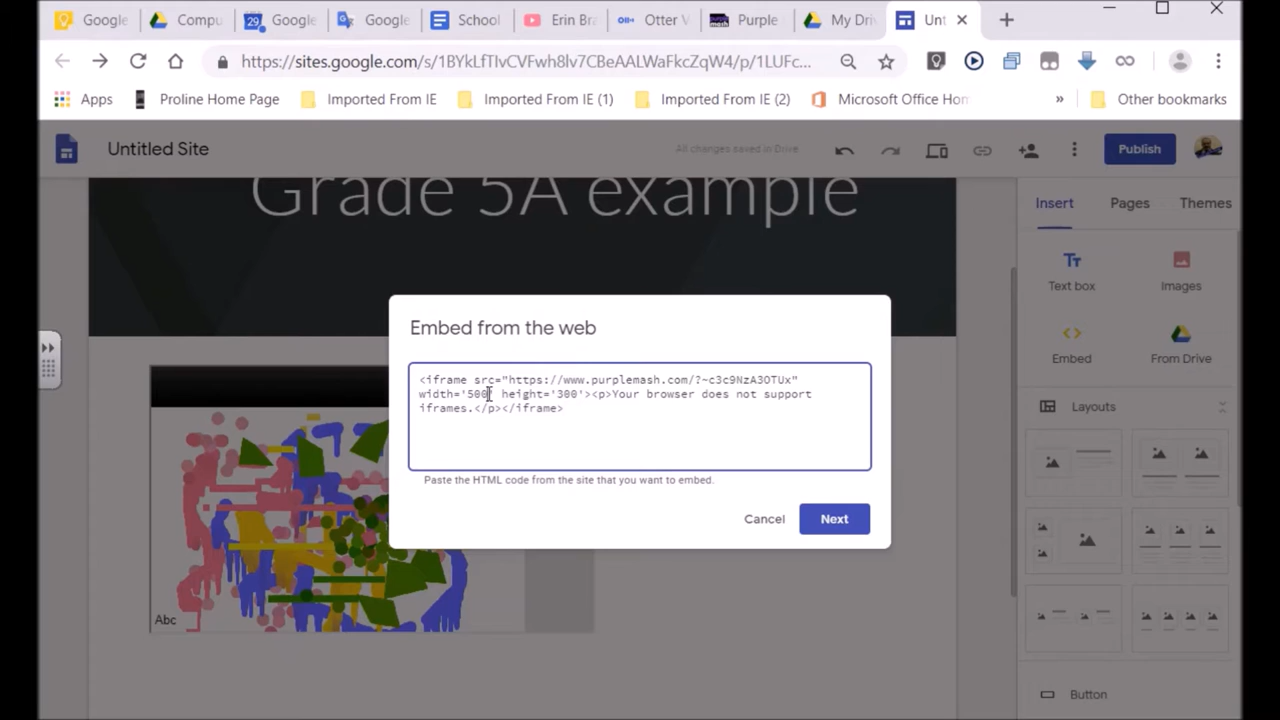 Google
Compu
29
Google
Google
School
Erin Bra
Otter V
Purple
My Driv
Unt
https://sites.google.com/s/1BYkLfTIvCVFwh8lv7CBeAALWaFkcZqW4/p/1LUFc...
Apps
Proline Home Page
Imported From IE
Imported From IE (1)
Imported From IE (2)
Microsoft Office Hom
»
Other bookmarks
Untitled Site
All changes saved in Drive
Publish
Grade 5A example
Insert
Pages
Themes
Tт
Text box
Images
Embed
From Drive
Layouts
Button
Embed from the web
<iframe src="https://www.purplemash.com/?~c3c9NzA3OTUx"
width='500' height='300'><p>Your browser does not support
iframes.</p></iframe>
Paste the HTML code from the site that you want to embed.
Cancel
Next
Abc